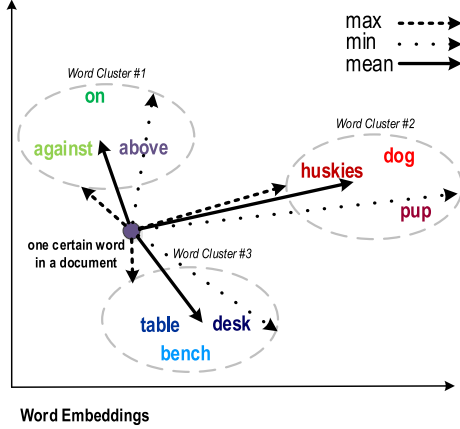 max
min
mean
Word Cluster #1
on
against above
Word Cluster #2
dog
huskies
pup
one certain word
in a document
Word Cluster #3
table desk
bench
Word Embeddings